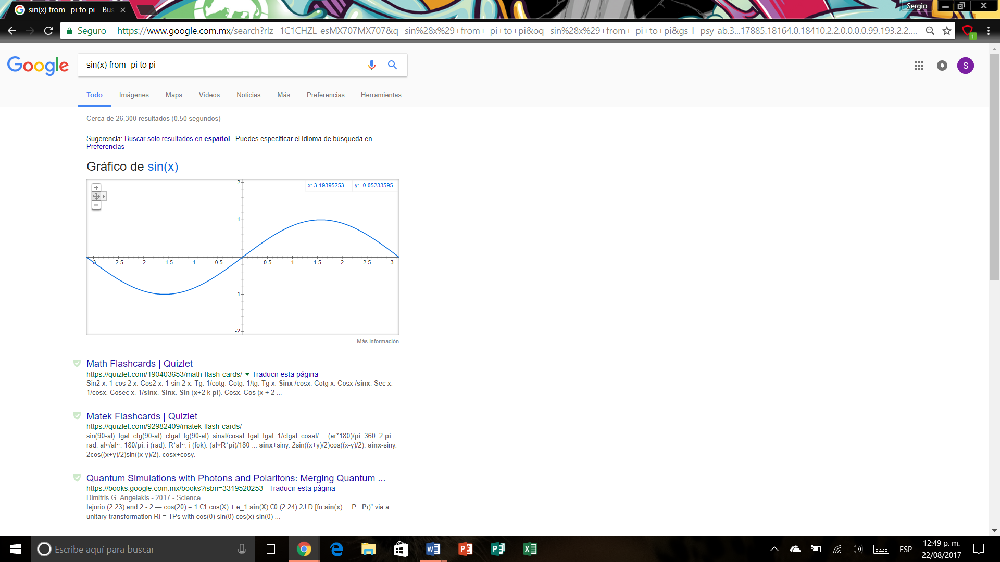 sin(x) from -pi to pi - Bus
Sergio
Seguro
https://www.google.com.mx/search?rlz=1C1CHZL_esMX707MX707&q=sin%28x%29+from+-pi+to+pi&oq=sin%28x%29+from+-pi+to+pi&gs_l=psy-ab.3...17885.18164.0.18410.2.2.0.0.0.0.99.193.2.2....
1
Google
sin(x) from -pi to pi
S
Todo Imágenes Maps Vídeos Noticias Más Preferencias Herramientas
Cerca de 26,300 resultados (0.50 segundos)
Sugerencia: Buscar solo resultados en español . Puedes especificar el idioma de búsqueda en
Preferencias
Gráfico de sin(x)
x: 3.19395253 y: -0.05233595
2
1
-3 -2.5 -2 -1.5 -1 -0.5 0.5 1 1.5 2 2.5 3
-1
-2
Más información
Math Flashcards | Quizlet
https://quizlet.com/190403653/math-flash-cards/ Traducir esta página
Sin2 x. 1-cos 2 x. Cos2 x. 1-sin 2 x. Tg. 1/cotg. Cotg. 1/tg. Tg x. Sinx /cosx. Cotg x. Cosx /sinx. Sec x.
1/cosx. Cosec x. 1/sinx. Sinx. Sin (x+2 k pí). Cosx. Cos (x + 2 ...
Matek Flashcards | Quizlet
https://quizlet.com/92982409/matek-flash-cards/
sin(90-al). tgal. ctg(90-al). ctgal. tg(90-al). sinal/cosal. tgal. tgal. 1/ctgal. cosal/ ... (ar*180)/pí. 360. 2 pí
rad. al¤/al~. 180/pí. i (rad). R*al~. i (fok). (al¤R*pí)/180 ... sinx+siny. 2sin((x+y)/2)cos((x-y)/2). sinx-siny.
2cos((x+y)/2)sin((x-y)/2). cosx+cosy.
Quantum Simulations with Photons and Polaritons: Merging Quantum ...
https://books.google.com.mx/books?isbn=3319520253 - Traducir esta página
Dimitris G. Angelakis - 2017 - Science
Iajorio (2.23) and 2 - 2 — cos(20) = 1 €1 cos(X) + e_1 sin(X) €0 (2.24) 2J D [fo sin(x) ... P . Pī)" via a
unitary transformation Rí = TPs with cos(0) sin(0) cos(x) sin(0) ...
Escribe aquí para buscar
ESP
12:49 p. m.
22/08/2017